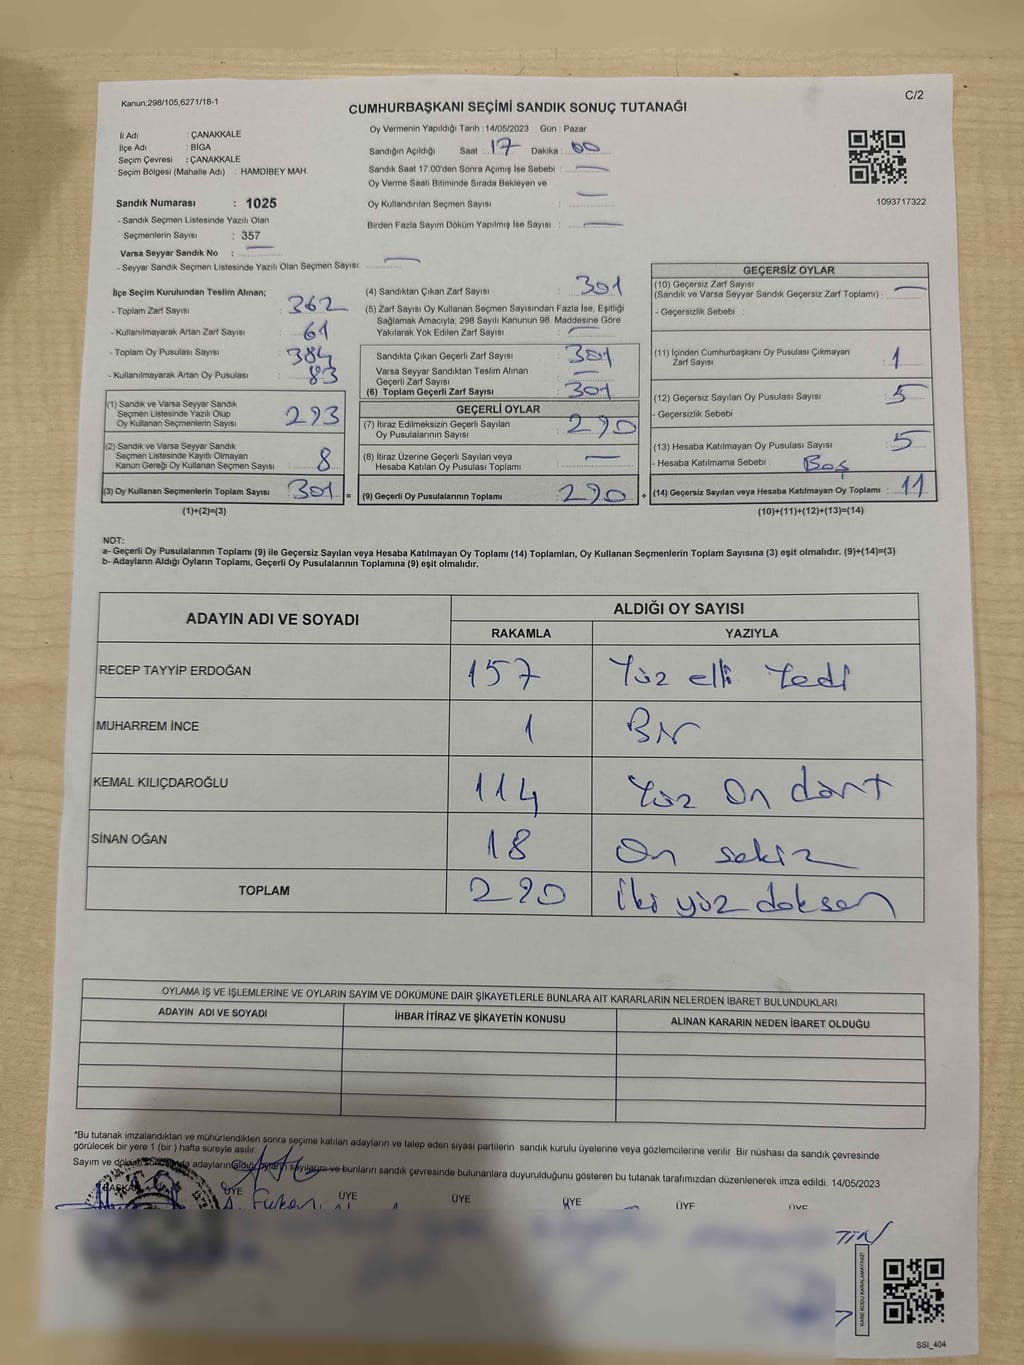 Kanun;298/105;6271/18-1
C/2
CUMHURBAŞKANI SEÇİMİ SANDIK SONUÇ TUTANAĞI
İl Adı : ÇANAKKALE
İlçe Adı : BİGA
Seçim Çevresi : ÇANAKKALE
Seçim Bölgesi (Mahalle Adı) : HAMDİBEY MAH.
Oy Vermenin Yapıldığı Tarih :14/05/2023 Gün : Pazar
Sandığın Açıldığı Saat : 17 Dakika : 00
Sandık Saat 17:00'den Sonra Açımış İse Sebebi :
Oy Verme Saati Bitiminde Sırada Bekleyen ve
Oy Kullandırılan Seçmen Sayısı :
Birden Fazla Sayım Döküm Yapılmış İse Sayısı :
1093717322
Sandık Numarası : 1025
- Sandık Seçmen Listesinde Yazılı Olan
Seçmenlerin Sayısı : 357
Varsa Seyyar Sandık No :
- Seyyar Sandık Seçmen Listesinde Yazılı Olan Seçmen Sayısı:
İlçe Seçim Kurulundan Teslim Alınan;
- Toplam Zarf Sayısı : 362
- Kullanılmayarak Artan Zarf Sayısı : 61
- Toplam Oy Pusulası Sayısı : 384
- Kullanılmayarak Artan Oy Pusulası : 83
(1) Sandık ve Varsa Seyyar Sandık
Seçmen Listesinde Yazılı Olup
Oy Kullanan Seçmenlerin Sayısı : 293
(2) Sandık ve Varsa Seyyar Sandık
Seçmen Listesinde Kayıtlı Olmayan
Kanun Gereği Oy Kullanan Seçmen Sayısı : 8
(3) Oy Kullanan Seçmenlerin Toplam Sayısı : 301 =
(1)+(2)=(3)
(4) Sandıktan Çıkan Zarf Sayısı : 301
(5) Zarf Sayısı Oy Kullanan Seçmen Sayısından Fazla İse, Eşitliği
Sağlamak Amacıyla, 298 Sayılı Kanunun 98. Maddesine Göre
Yakılarak Yok Edilen Zarf Sayısı :
Sandıkta Çıkan Geçerli Zarf Sayısı : 301
Varsa Seyyar Sandıktan Teslim Alınan
Geçerli Zarf Sayısı :
(6) Toplam Geçerli Zarf Sayısı : 301
GEÇERLİ OYLAR
(7) İtiraz Edilmeksizin Geçerli Sayılan
Oy Pusulalarının Sayısı : 290
(8) İtiraz Üzerine Geçerli Sayılan veya
Hesaba Katılan Oy Pusulası Toplamı :
(9) Geçerli Oy Pusulalarının Toplamı : 290 +
GEÇERSİZ OYLAR
(10) Geçersiz Zarf Sayısı
(Sandık ve Varsa Seyyar Sandık Geçersiz Zarf Toplamı) :
- Geçersizlik Sebebi :
(11) İçinden Cumhurbaşkanı Oy Pusulası Çıkmayan
Zarf Sayısı : 1
(12) Geçersiz Sayılan Oy Pusulası Sayısı : 5
- Geçersizlik Sebebi :
(13) Hesaba Katılmayan Oy Pusulası Sayısı : 5
- Hesaba Katılmama Sebebi : Boş
(14) Geçersiz Sayılan veya Hesaba Katılmayan Oy Toplamı : 11
(10)+(11)+(12)+(13)=(14)
NOT:
a- Geçerli Oy Pusulalarının Toplamı (9) ile Geçersiz Sayılan veya Hesaba Katılmayan Oy Toplamı (14) Toplamları, Oy Kullanan Seçmenlerin Toplam Sayısına (3) eşit olmalıdır. (9)+(14)=(3)
b- Adayların Aldığı Oyların Toplamı, Geçerli Oy Pusulalarının Toplamına (9) eşit olmalıdır.
ADAYIN ADI VE SOYADI
ALDIĞI OY SAYISI
RAKAMLA YAZIYLA
RECEP TAYYİP ERDOĞAN 157 Yüz elli Yedi
MUHARREM İNCE 1 Bir
KEMAL KILIÇDAROĞLU 114 Yüz On dört
SİNAN OĞAN 18 On sekiz
TOPLAM 290 İki yüz doksan
OYLAMA İŞ VE İŞLEMLERİNE VE OYLARIN SAYIM VE DÖKÜMÜNE DAİR ŞİKAYETLERLE BUNLARA AİT KARARLARIN NELERDEN İBARET BULUNDUKLARI
ADAYIN ADI VE SOYADI İHBAR İTİRAZ VE ŞİKAYETİN KONUSU ALINAN KARARIN NEDEN İBARET OLDUĞU
*Bu tutanak imzalandıktan ve mühürlendikten sonra seçime katılan adayların ve talep eden siyasi partilerin sandık kurulu üyelerine veya gözlemcilerine verilir. Bir nüshası da sandık çevresinde
görülecek bir yere 1 (bir ) hafta süreyle asılır.
Sayım ve döküm adayların aldığı oyların sayılarını ve bunların sandık çevresinde bulunanlara duyurulduğunu gösteren bu tutanak tarafımızdan düzenlenerek imza edildi. 14/05/2023
BAŞKAN ÜYE ÜYE ÜYE ÜYE ÜYE ÜYE
KARE KODU KARALAMAYINIZ!
SSI_404